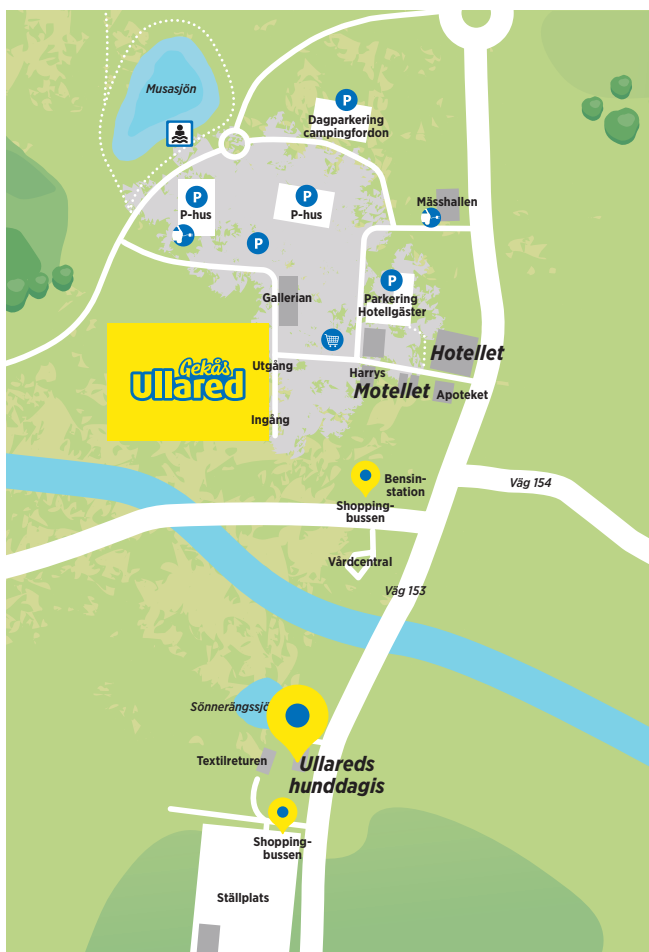 Musasjön
P
Dagparkering
campingfordon
P
P-hus
P
P-hus
Mässhallen
P
P
Gallerian
Parkering
Hotellgäster
Gekås
Ullared
Utgång
Hotellet
Harrys
Motellet
Apoteket
Ingång
Bensin-
station
Väg 154
Shopping-
bussen
Vårdcentral
Väg 153
Sönnerängssjö
Textilreturen
Ullareds
hunddagis
Shopping-
bussen
Ställplats